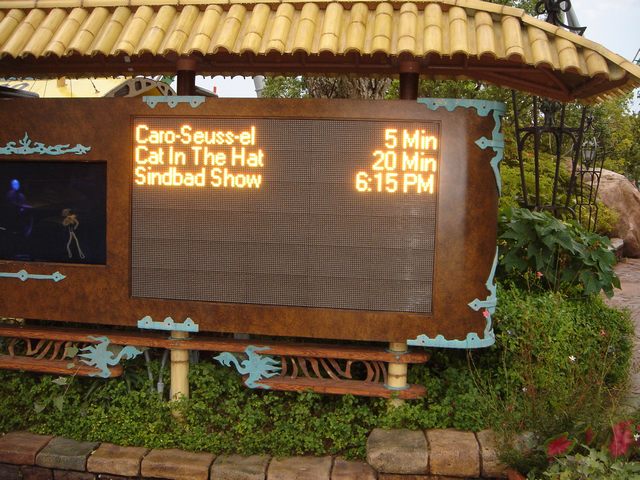 Caro-Seuss-el 5 Min
Cat In The Hat 20 Min
Sindbad Show 6:15 PM